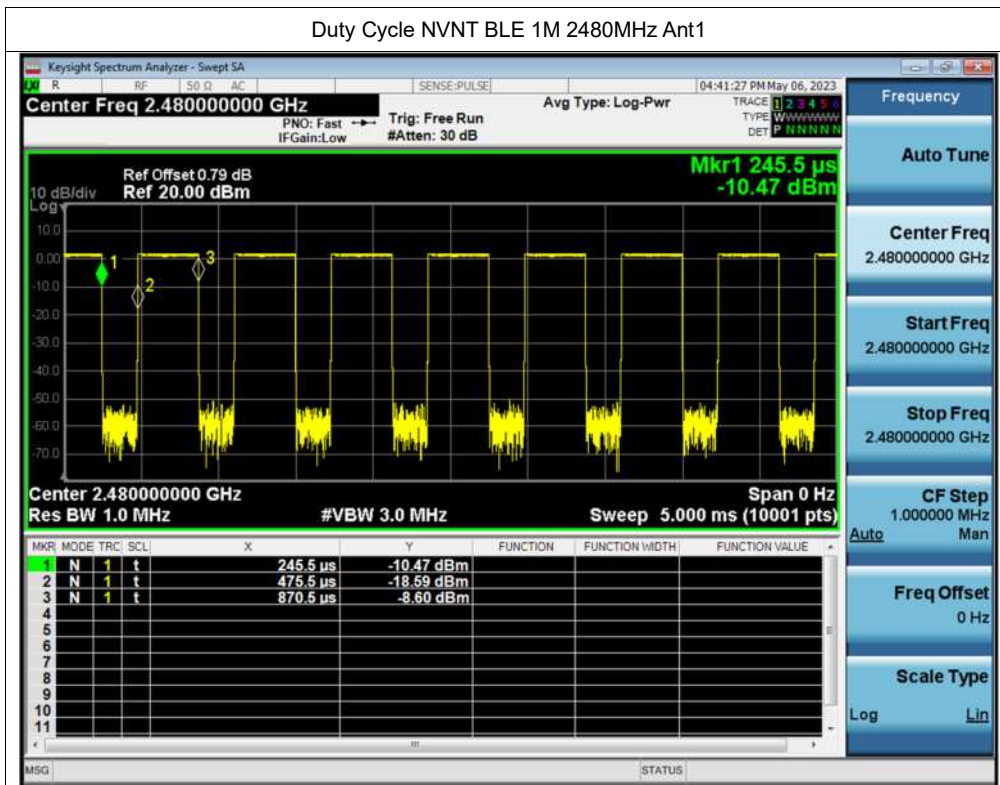 Duty Cycle NVNT BLE 1M 2480MHz Ant1
Keysight Spectrum Analyzer - Swept SA
R RF 50 Ω AC SENSE:PULSE 04:41:27 PM May 06, 2023
Center Freq 2.480000000 GHz
PNO: Fast
IFGain:Low
Trig: Free Run
#Atten: 30 dB
Avg Type: Log-Pwr
TRACE 1 2 3 4 5 6
TYPE WWWWWW
DET P N N N N N
Frequency
Mkr1 245.5 µs
-10.47 dBm
Ref Offset 0.79 dB
10 dB/div Ref 20.00 dBm
Log
10.0
0.00
-10.0
-20.0
-30.0
-40.0
-50.0
-60.0
-70.0
1
2
3
Center 2.480000000 GHz Span 0 Hz
Res BW 1.0 MHz #VBW 3.0 MHz Sweep 5.000 ms (10001 pts)
MKR MODE TRC SCL X Y FUNCTION FUNCTION WIDTH FUNCTION VALUE
1 N 1 t 245.5 µs -10.47 dBm
2 N 1 t 475.5 µs -18.59 dBm
3 N 1 t 870.5 µs -8.60 dBm
4
5
6
7
8
9
10
11
Auto Tune
Center Freq
2.480000000 GHz
Start Freq
2.480000000 GHz
Stop Freq
2.480000000 GHz
CF Step
1.000000 MHz
Auto Man
Freq Offset
0 Hz
Scale Type
Log Lin
MSG STATUS